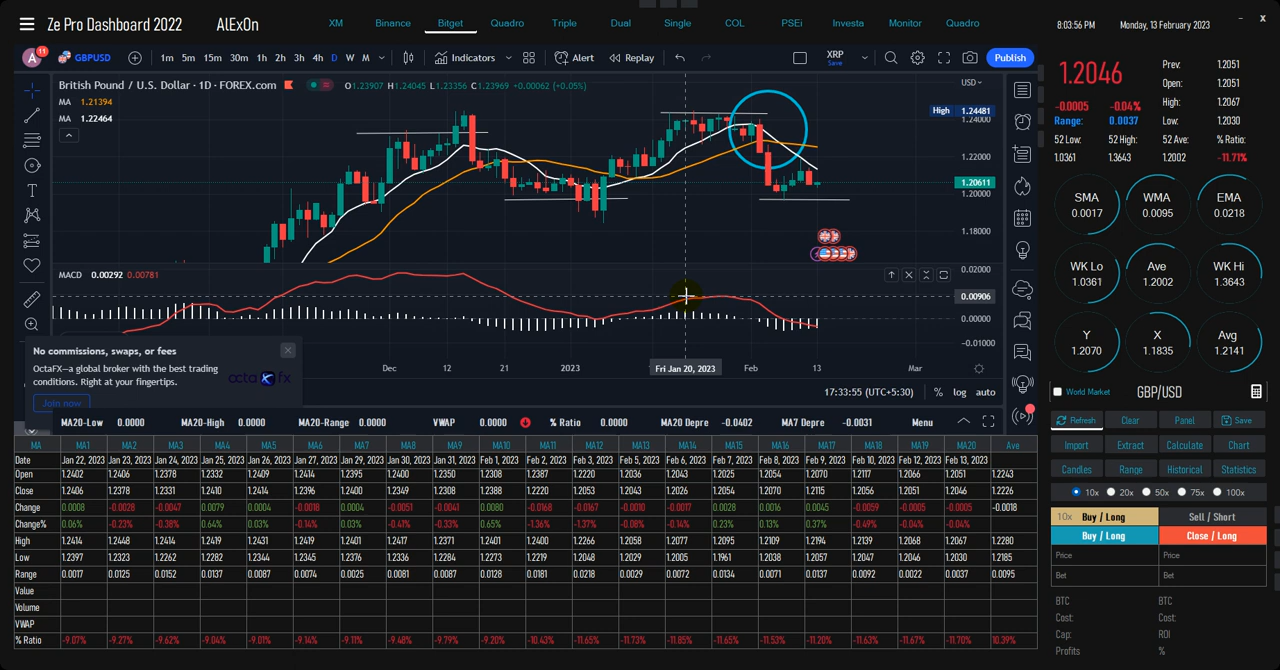 Ze Pro Dashboard 2022 AlExOn XM Binance Bitget Quadro Triple Dual Single COL PSEi Investa Monitor Quadro 8:03:56 PM Monday, 13 February 2023 – X
A 11 GBPUSD 1m 5m 15m 30m 1h 2h 3h 4h D W M Indicators Alert Replay XRP Save Publish
British Pound / U.S. Dollar · 1D · FOREX.com O1.23907 H1.24045 L1.23356 C1.23969 +0.00062 (+0.05%) USD
MA 1.21394
MA 1.22464
High 1.24481
1.24000
1.22000
1.20611
1.20000
1.18000
MACD 0.00292 0.00781
0.02000
0.00906
0.00000
-0.01000
No commissions, swaps, or fees
OctaFX—a global broker with the best trading
conditions. Right at your fingertips.
octa fx
Join now
Dec 12 21 2023 Fri Jan 20, 2023 Feb 13 Mar
17:33:55 (UTC+5:30) % log auto
MA20-Low 0.0000 MA20-High 0.0000 MA20-Range 0.0000 VWAP 0.0000 % Ratio 0.0000 MA20 Depre -0.0402 MA7 Depre -0.0031 Menu
MA MA1 MA2 MA3 MA4 MA5 MA6 MA7 MA8 MA9 MA10 MA11 MA12 MA13 MA14 MA15 MA16 MA17 MA18 MA19 MA20 Ave
Date Jan 22, 2023 Jan 23, 2023 Jan 24, 2023 Jan 25, 2023 Jan 26, 2023 Jan 27, 2023 Jan 29, 2023 Jan 30, 2023 Jan 31, 2023 Feb 1, 2023 Feb 2, 2023 Feb 3, 2023 Feb 5, 2023 Feb 6, 2023 Feb 7, 2023 Feb 8, 2023 Feb 9, 2023 Feb 10, 2023 Feb 12, 2023 Feb 13, 2023
Open 1.2402 1.2406 1.2378 1.2332 1.2409 1.2414 1.2395 1.2400 1.2350 1.2308 1.2387 1.2220 1.2053 1.2043 1.2025 1.2054 1.2070 1.2117 1.2066 1.2051 1.2243
Close 1.2406 1.2378 1.2331 1.2410 1.2414 1.2396 1.2400 1.2349 1.2308 1.2388 1.2220 1.2053 1.2043 1.2026 1.2054 1.2070 1.2115 1.2056 1.2051 1.2046 1.2226
Change 0.0008 -0.0028 -0.0047 0.0079 0.0004 -0.0018 0.0004 -0.0051 -0.0041 0.0080 -0.0168 -0.0167 -0.0010 -0.0017 0.0028 0.0016 0.0045 -0.0059 -0.0005 -0.0005 -0.0018
Change% 0.06% -0.23% -0.38% 0.64% 0.03% -0.14% 0.03% -0.41% -0.33% 0.65% -1.36% -1.37% -0.08% -0.14% 0.23% 0.13% 0.37% -0.49% -0.04% -0.04%
High 1.2414 1.2448 1.2415 1.2419 1.2431 1.2419 1.2401 1.2417 1.2371 1.2401 1.2400 1.2266 1.2058 1.2077 1.2095 1.2109 1.2194 1.2139 1.2068 1.2067 1.2280
Low 1.2397 1.2323 1.2262 1.2282 1.2344 1.2345 1.2376 1.2336 1.2284 1.2273 1.2219 1.2048 1.2029 1.2005 1.1961 1.2038 1.2057 1.2047 1.2045 1.2030 1.2185
Range 0.0017 0.0125 0.0152 0.0137 0.0087 0.0074 0.0025 0.0081 0.0087 0.0128 0.0181 0.0218 0.0029 0.0072 0.0134 0.0071 0.0137 0.0092 0.0022 0.0037 0.0095
Value
Volume
VWAP
% Ratio -9.07% -9.27% -9.62% -9.04% -9.01% -9.14% -9.11% -9.48% -9.79% -9.20% -10.43% -11.65% -11.73% -11.85% -11.65% -11.53% -11.20% -11.63% -11.67% -11.70% 10.39%
1.2046
-0.0005 -0.04%
Range: 0.0037
Prev: 1.2051
Open: 1.2051
High: 1.2067
Low: 1.2030
52 Low: 52 High: 52 Ave: % Ratio:
1.0361 1.3643 1.2002 -11.71%
SMA WMA EMA
0.0017 0.0095 0.0218
WK Lo Ave WK Hi
1.0361 1.2002 1.3643
Y X Avg
1.2070 1.1835 1.2141
World Market GBP/USD
Refresh Clear Panel Save
Import Extract Calculate Chart
Candles Range Historical Statistics
10x 20x 50x 75x 100x
10x Buy / Long Sell / Short
Buy / Long Close / Long
Price Price
Bet Bet
BTC BTC
Cost: Cost:
Cap: ROI
Profits %